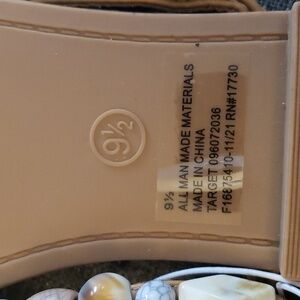 9½
9½
ALL MAN MADE MATERIALS
MADE IN CHINA
TARGET 096072036
F16875410-11/21 RN#17730